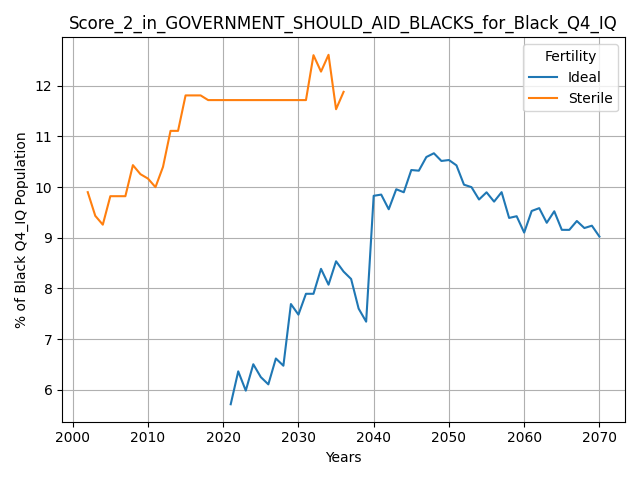 Score_2_in_GOVERNMENT_SHOULD_AID_BLACKS_for_Black_Q4_IQ
Fertility
Ideal
Sterile
% of Black Q4_IQ Population
12
11
10
9
8
7
6
2000 2010 2020 2030 2040 2050 2060 2070
Years